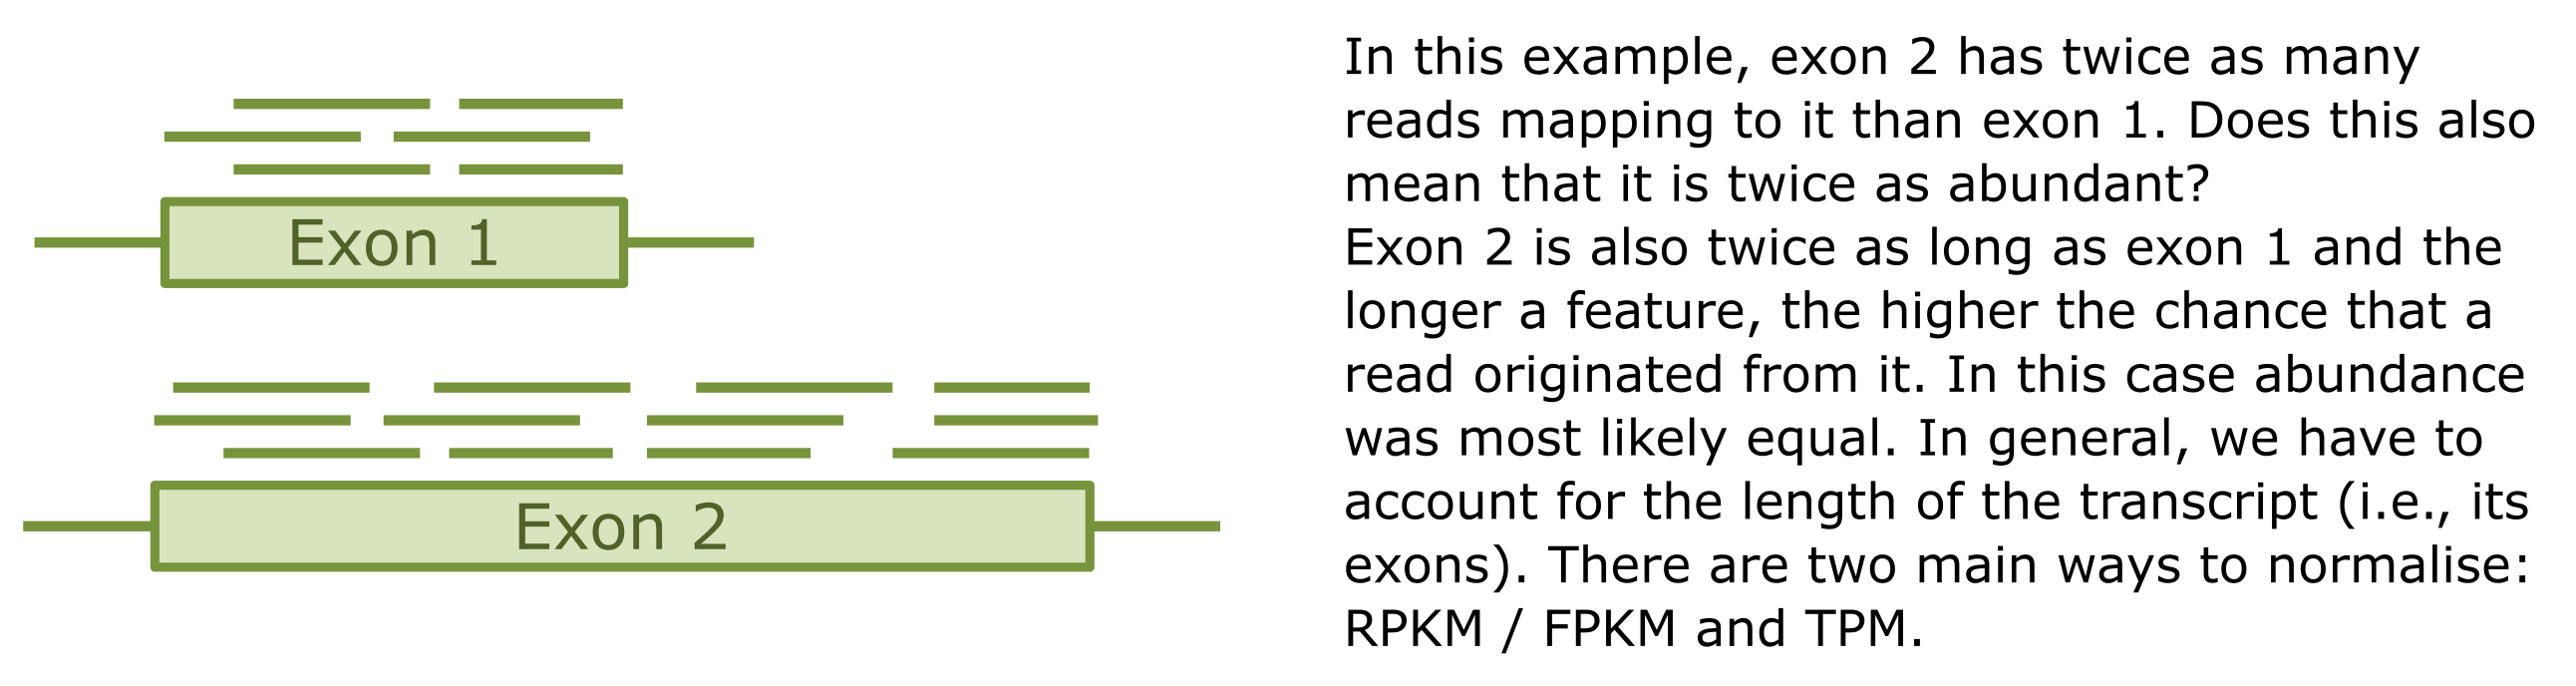 Exon 1
Exon 2
In this example, exon 2 has twice as many
reads mapping to it than exon 1. Does this also
mean that it is twice as abundant?
Exon 2 is also twice as long as exon 1 and the
longer a feature, the higher the chance that a
read originated from it. In this case abundance
was most likely equal. In general, we have to
account for the length of the transcript (i.e., its
exons). There are two main ways to normalise:
RPKM / FPKM and TPM.